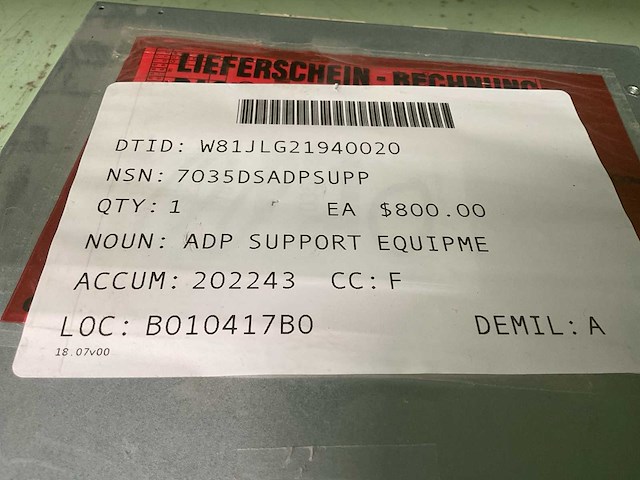 LIEFERSCHEIN - RECHNUNG
DTID: W81JLG21940020
NSN: 7035DSADPSUPP
QTY: 1 EA $800.00
NOUN: ADP SUPPORT EQUIPME
ACCUM: 202243 CC: F
LOC: B010417B0 DEMIL: A
18.07v00